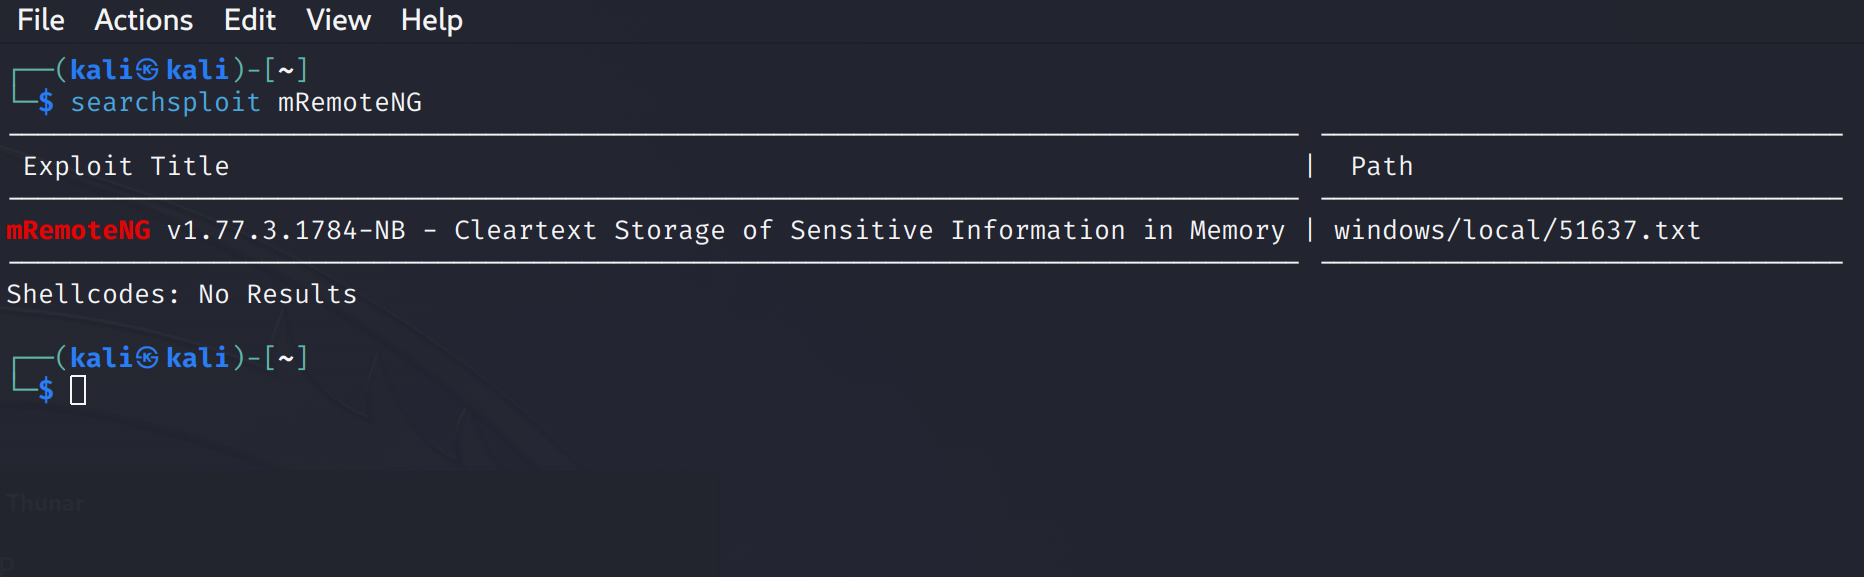 File Actions Edit View Help
┌──(kali㉿kali)-[~]
└─$ searchsploit mRemoteNG
Exploit Title | Path
mRemoteNG v1.77.3.1784-NB - Cleartext Storage of Sensitive Information in Memory | windows/local/51637.txt
Shellcodes: No Results
┌──(kali㉿kali)-[~]
└─$
Thunar